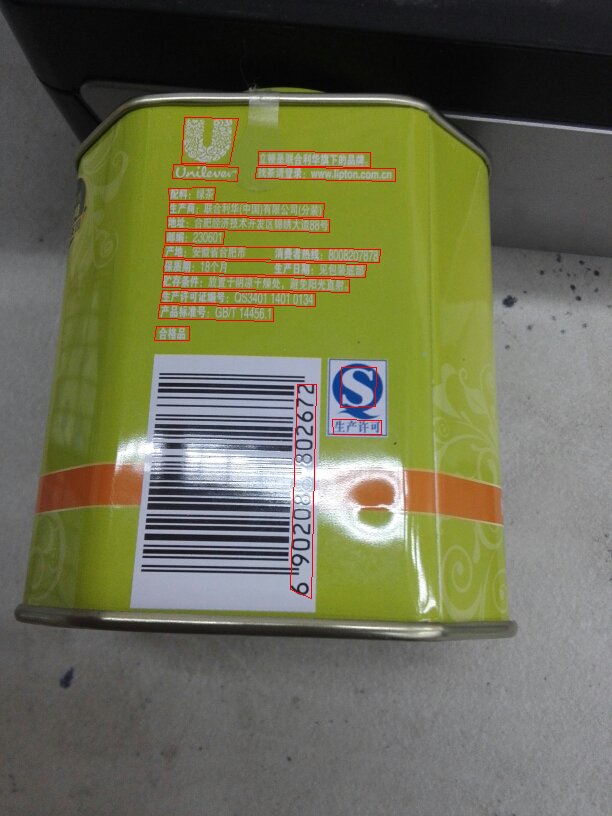 U
Unilever
立顿是联合利华旗下的品牌。
找茶请登录：www.lipton.com.cn
配料：绿茶
生产商：联合利华(中国)有限公司(分装)
地址：合肥经济技术开发区锦绣大道88号
邮编：230601
产地：安徽省合肥市 消费者热线：8008207878
保质期：18个月 生产日期：见包装底部
贮存条件：放置于阴凉干燥处，避免阳光直射。
生产许可证编号：QS3401 1401 0134
产品标准号：GB/T 14456.1
合格品
S
生产许可
6 902088 802672